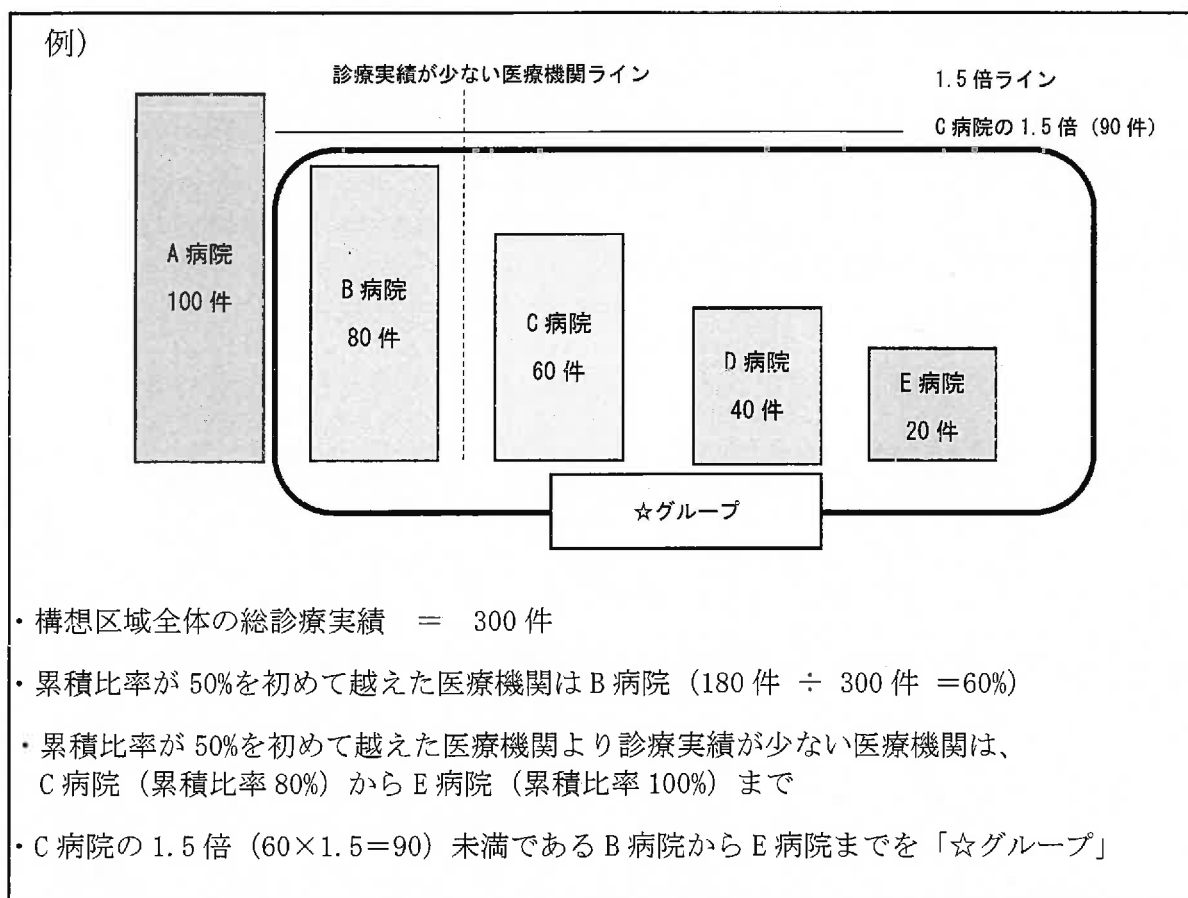 例）
診療実績が少ない医療機関ライン
1.5倍ライン
C病院の1.5倍（90件）
A病院
100件
B病院
80件
C病院
60件
D病院
40件
E病院
20件
☆グループ
・構想区域全体の総診療実績　＝　300件
・累積比率が50%を初めて越えた医療機関はB病院（180件 ÷ 300件 =60%）
・累積比率が50%を初めて越えた医療機関より診療実績が少ない医療機関は、
C病院（累積比率80%）からE病院（累積比率100%）まで
・C病院の1.5倍（60×1.5＝90）未満であるB病院からE病院までを「☆グループ」